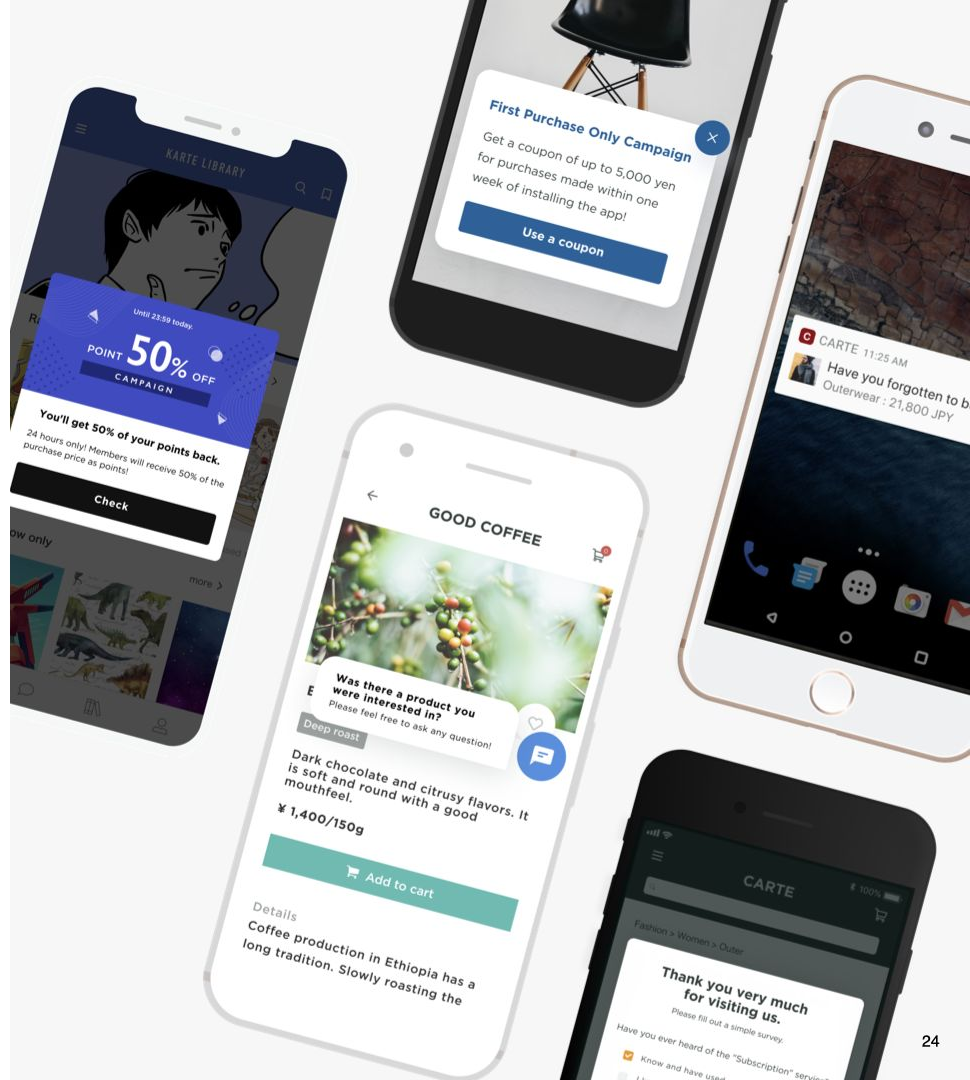 KARTE LIBRARY
Until 23:59 today.
POINT 50% OFF
CAMPAIGN
You'll get 50% of your points back.
24 hours only! Members will receive 50% of the
purchase price as points!
Check
ow only
more >
First Purchase Only Campaign
Get a coupon of up to 5,000 yen
for purchases made within one
week of installing the app!
Use a coupon
C CARTE 11:25 AM
Have you forgotten to b
Outerwear : 21,800 JPY
GOOD COFFEE
0
Was there a product you
were interested in?
Please feel free to ask any question!
Deep roast
Dark chocolate and citrusy flavors. It
is soft and round with a good
mouthfeel.
¥ 1,400/150g
Add to cart
Details
Coffee production in Ethiopia has a
long tradition. Slowly roasting the
100%
CARTE
Fashion > Women > Outer
Thank you very much
for visiting us.
Please fill out a simple survey.
Have you ever heard of the "Subscription" service
Know and have used
24